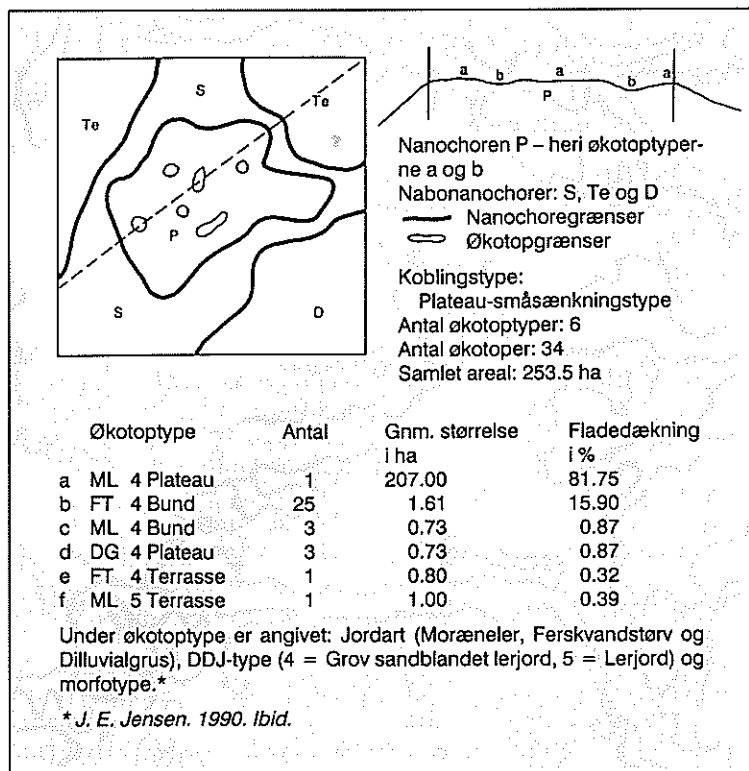 S
Te
Te
P
S
D
a
b
a
b
a
P
Nanochoren P – heri økotoptyper-
ne a og b
Nabonanochorer: S, Te og D
Nanochoregrænser
Økotopgrænser
Koblingstype:
Plateau-småsænkningstype
Antal økotoptyper: 6
Antal økotoper: 34
Samlet areal: 253.5 ha
Økotoptype Antal Gnm. størrelse Fladedækning
i ha i %
a ML 4 Plateau 1 207.00 81.75
b FT 4 Bund 25 1.61 15.90
c ML 4 Bund 3 0.73 0.87
d DG 4 Plateau 3 0.73 0.87
e FT 4 Terrasse 1 0.80 0.32
f ML 5 Terrasse 1 1.00 0.39
Under økotoptype er angivet: Jordart (Moræneler, Ferskvandstørv og
Dilluvialgrus), DDJ-type (4 = Grov sandblandet lerjord, 5 = Lerjord) og
morfotype.*
* J. E. Jensen. 1990. Ibid.